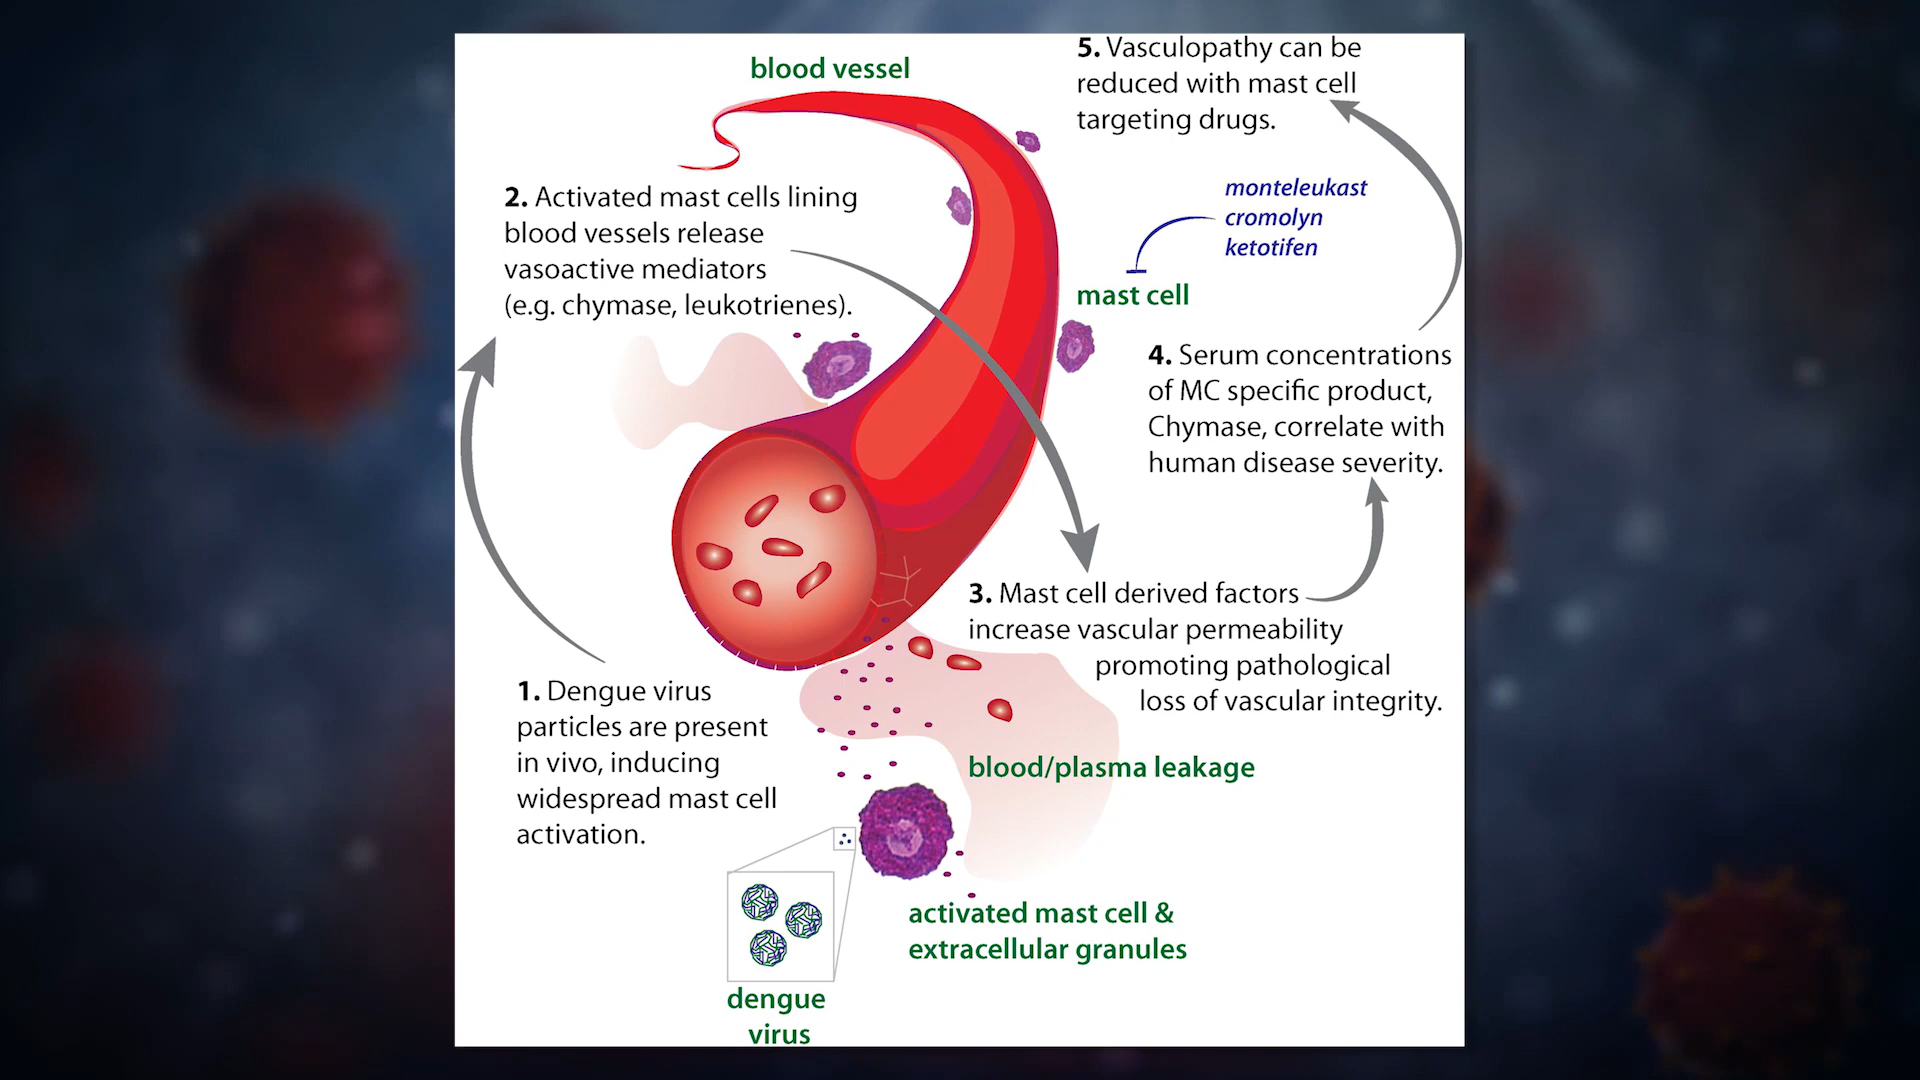 blood vessel
5. Vasculopathy can be
reduced with mast cell
targeting drugs.
monteleukast
cromolyn
ketotifen
2. Activated mast cells lining
blood vessels release
vasoactive mediators
(e.g. chymase, leukotrienes).
mast cell
4. Serum concentrations
of MC specific product,
Chymase, correlate with
human disease severity.
3. Mast cell derived factors
increase vascular permeability
promoting pathological
loss of vascular integrity.
1. Dengue virus
particles are present
in vivo, inducing
widespread mast cell
activation.
blood/plasma leakage
activated mast cell &
extracellular granules
dengue
virus